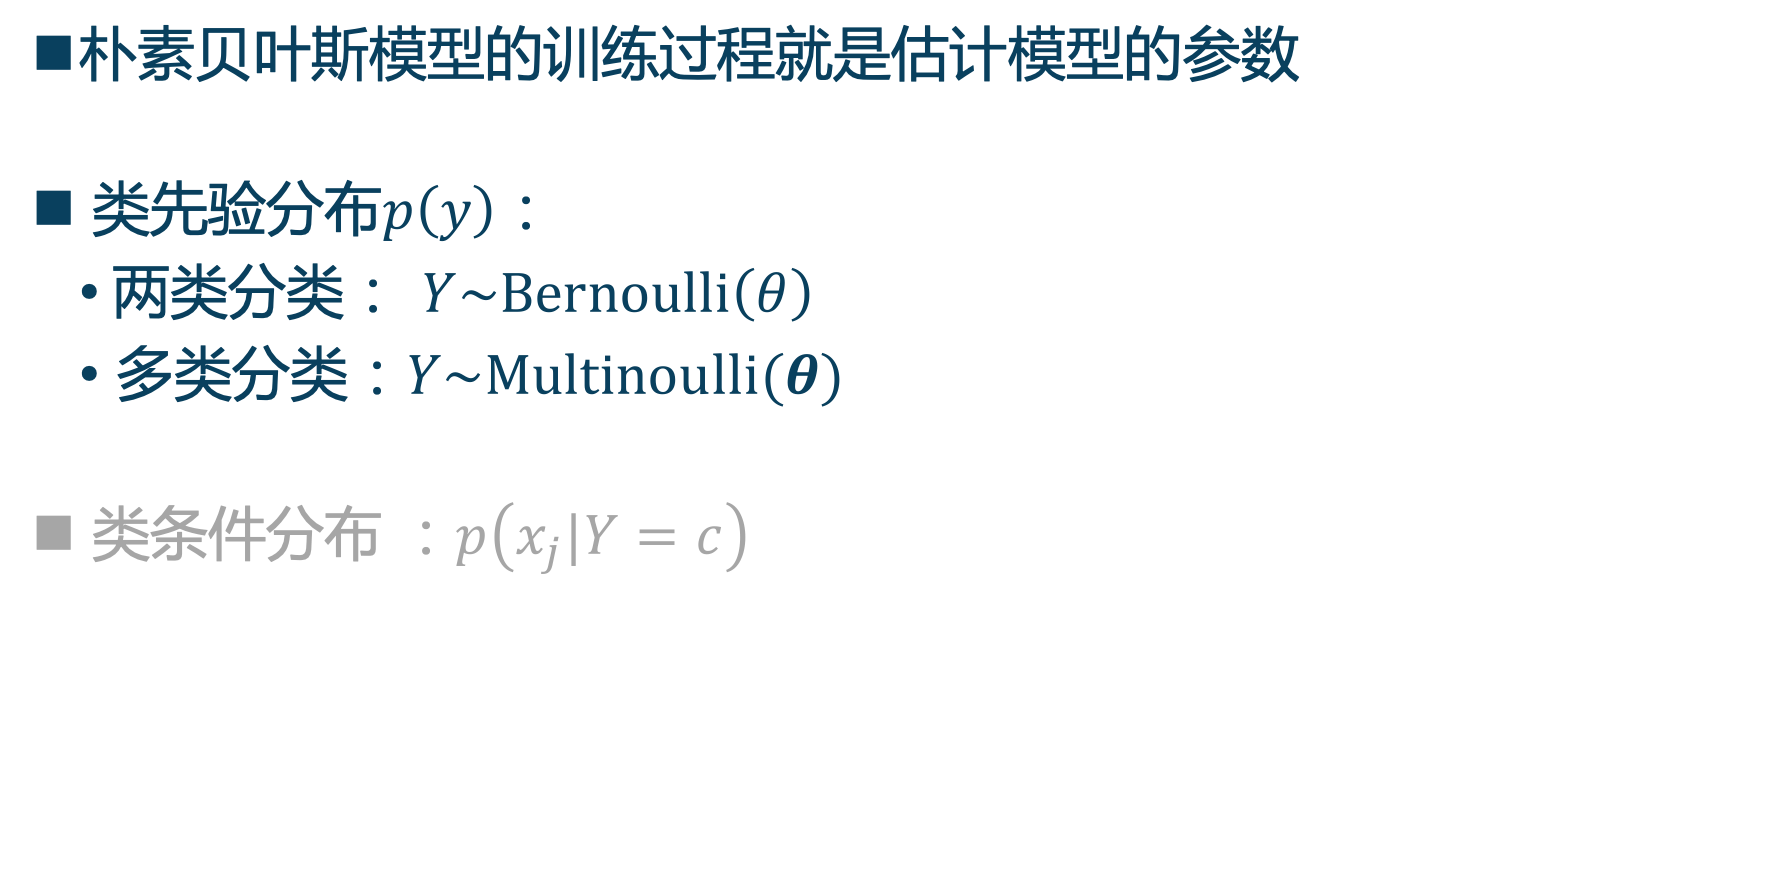 ■朴素贝叶斯模型的训练过程就是估计模型的参数
■ 类先验分布p(y)：
• 两类分类： Y~Bernoulli(θ)
• 多类分类：Y~Multinoulli(θ)
■ 类条件分布 ：p(xⱼ|Y = c)